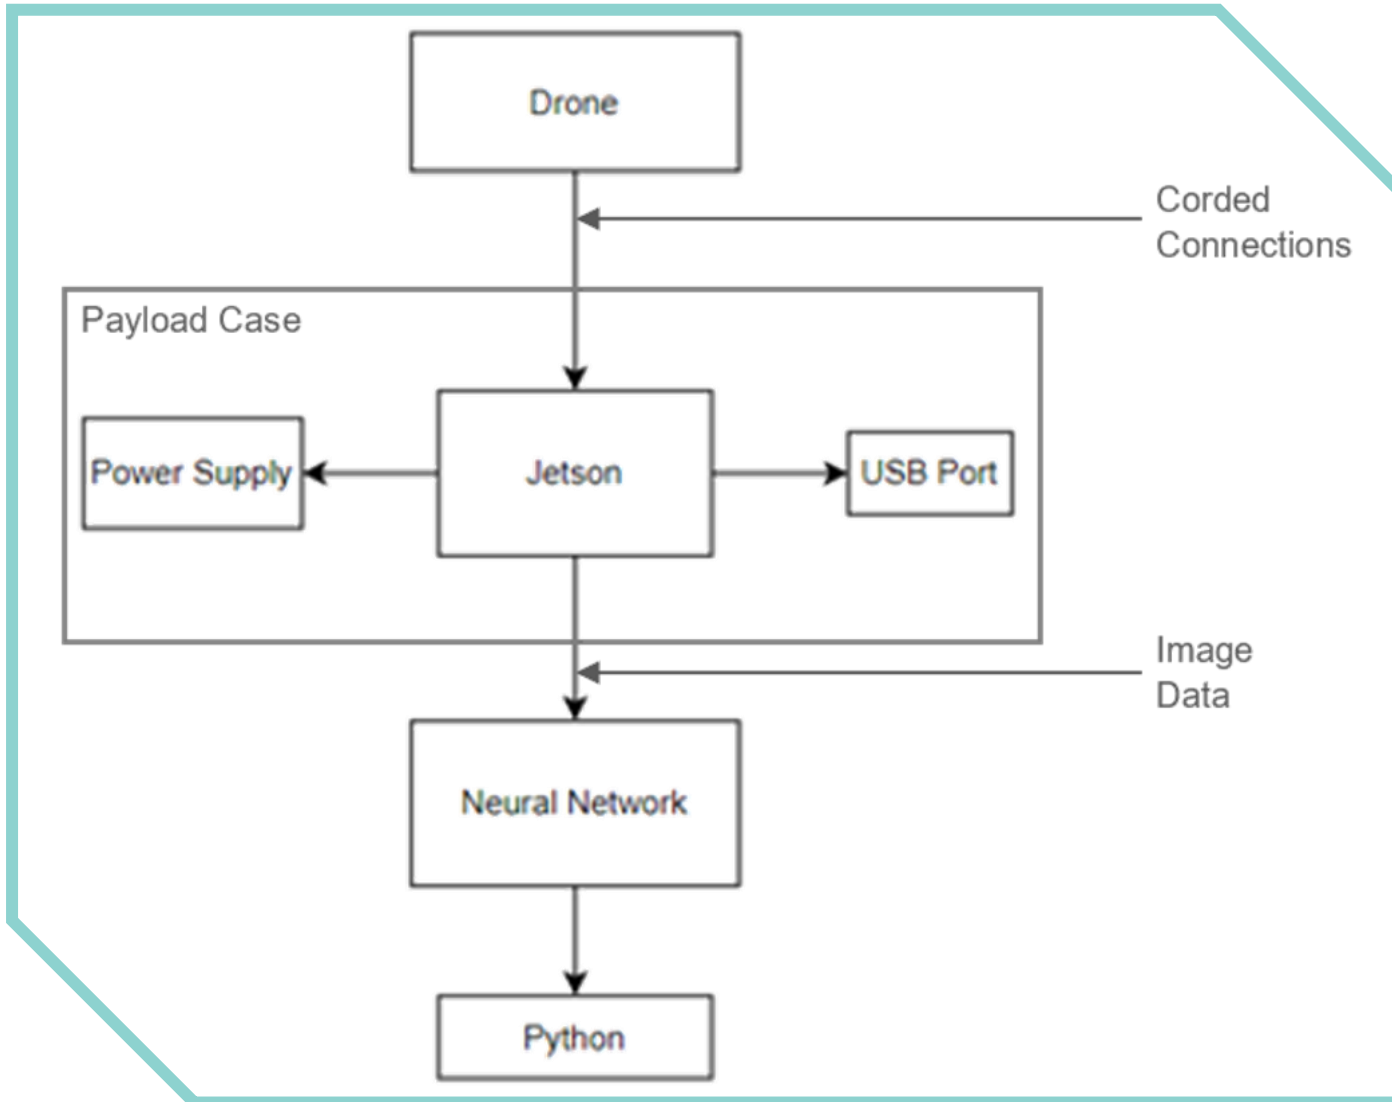 Drone
Corded
Connections
Payload Case
Power Supply
Jetson
USB Port
Image
Data
Neural Network
Python